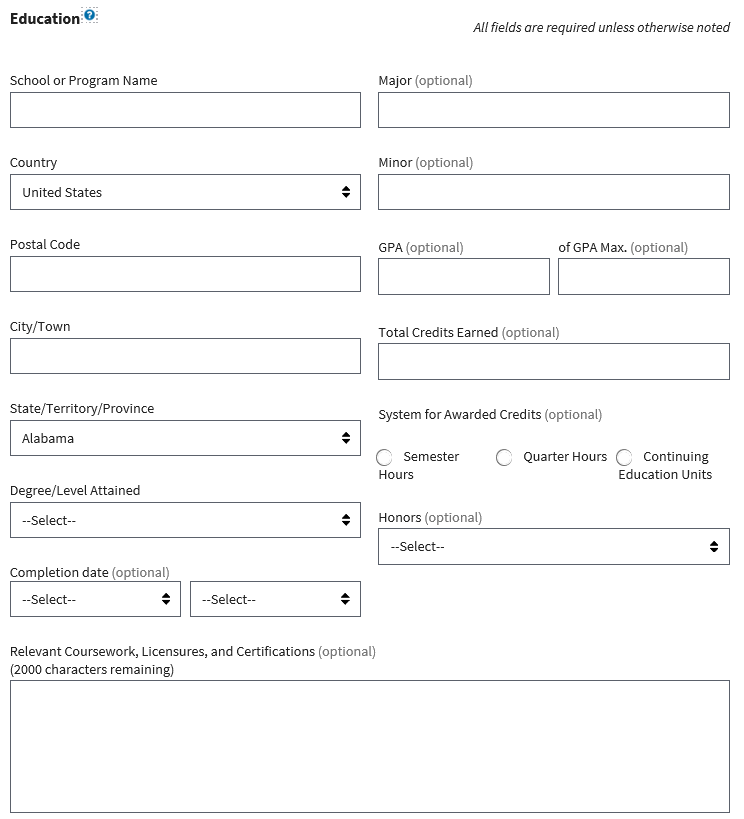 Education ?
All fields are required unless otherwise noted
School or Program Name
Major (optional)
Country
United States
Minor (optional)
Postal Code
GPA (optional)
of GPA Max. (optional)
City/Town
Total Credits Earned (optional)
State/Territory/Province
Alabama
System for Awarded Credits (optional)
Semester
Hours
Quarter Hours
Continuing
Education Units
Degree/Level Attained
--Select--
Honors (optional)
--Select--
Completion date (optional)
--Select--
--Select--
Relevant Coursework, Licensures, and Certifications (optional)
(2000 characters remaining)